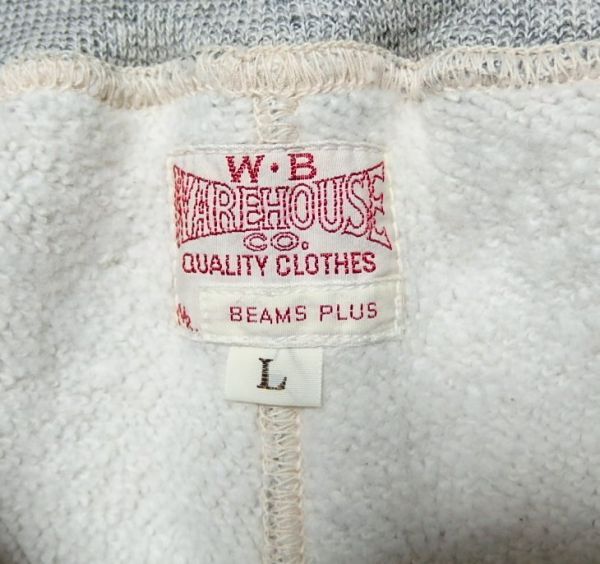 W·B
WAREHOUSE
CO.
QUALITY CLOTHES
BEAMS PLUS
L